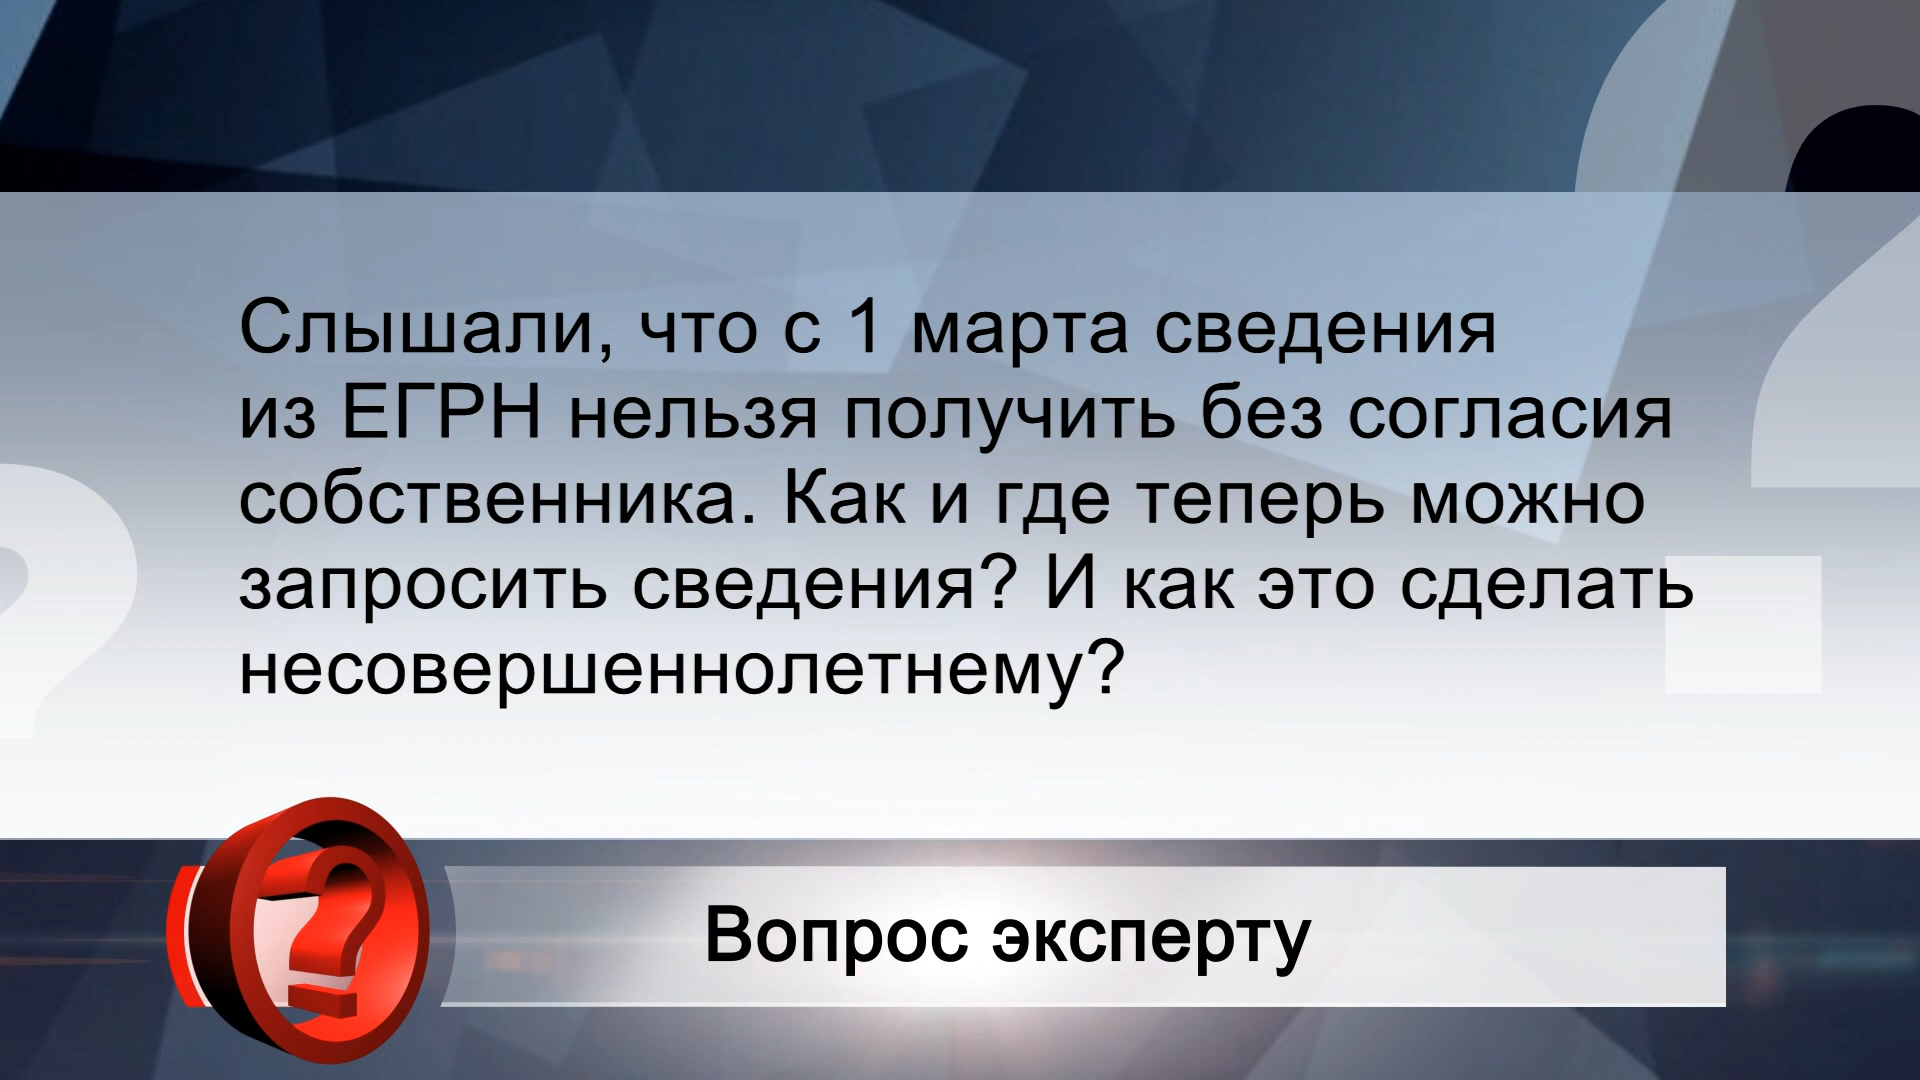 Слышали, что с 1 марта сведения
из ЕГРН нельзя получить без согласия
собственника. Как и где теперь можно
запросить сведения? И как это сделать
несовершеннолетнему?
Вопрос эксперту